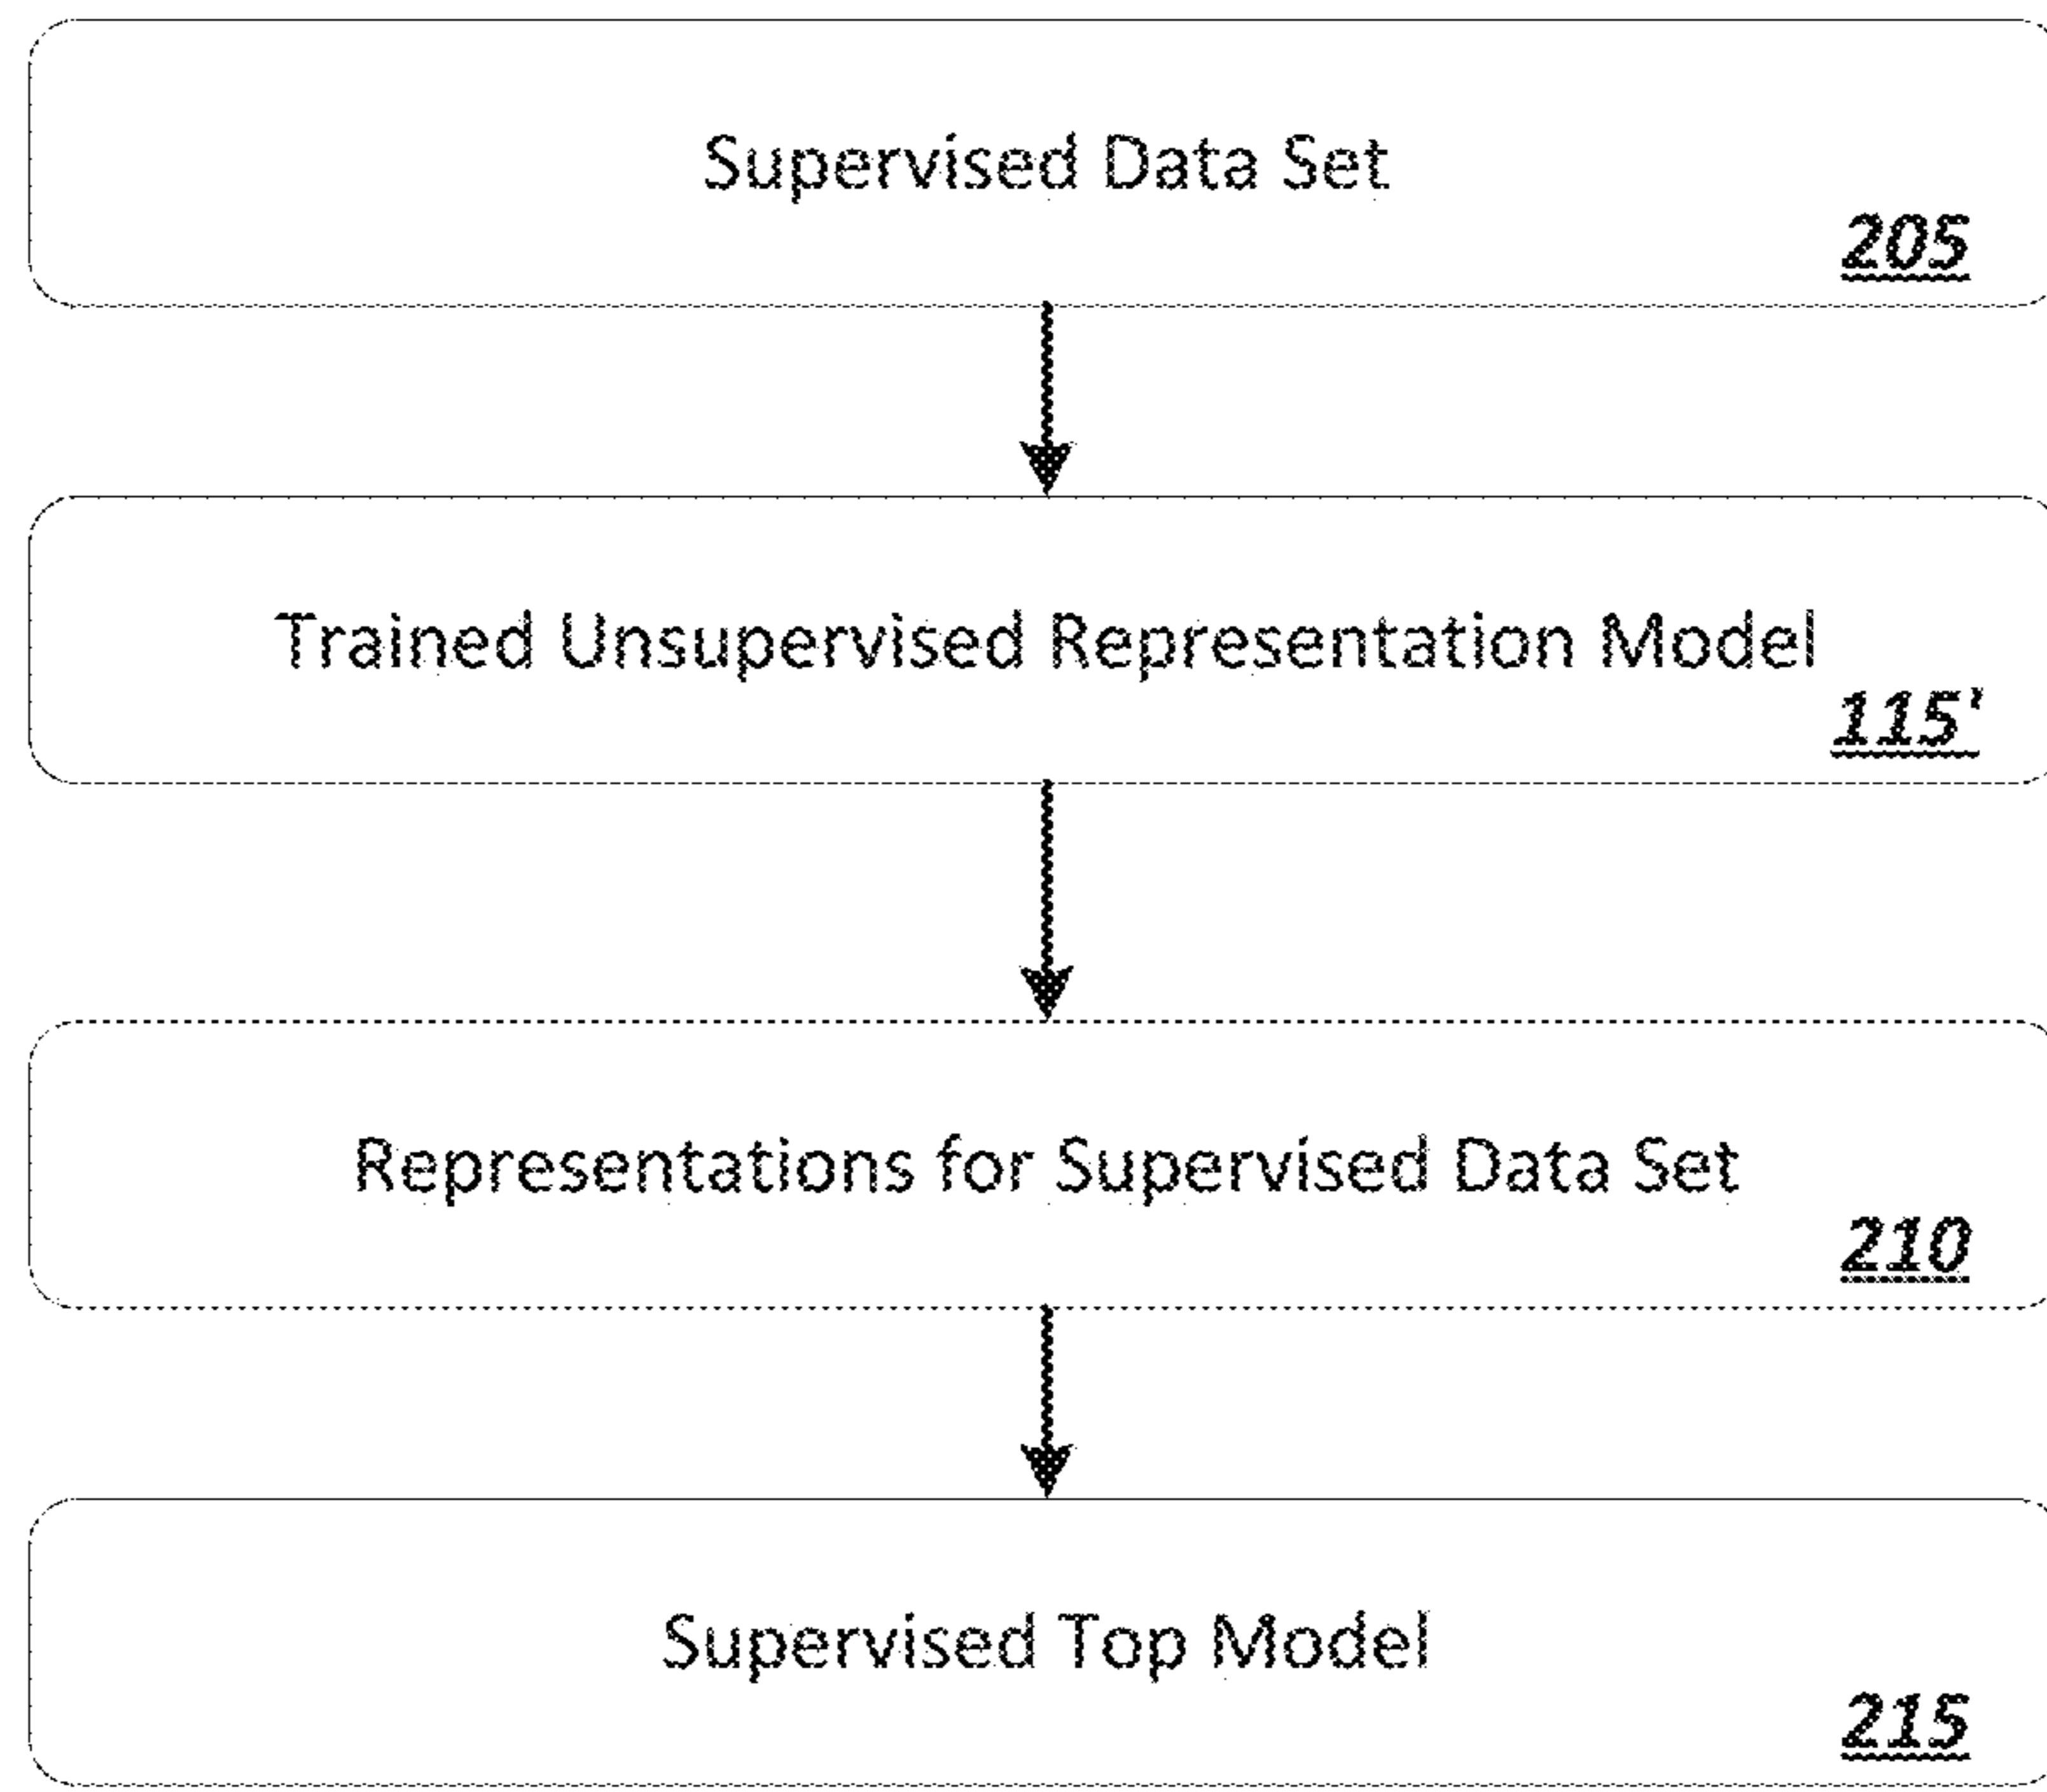 Supervised Data Set
205
Trained Unsupervised Representation Model
115'
Representations for Supervised Data Set
210
Supervised Top Model
215